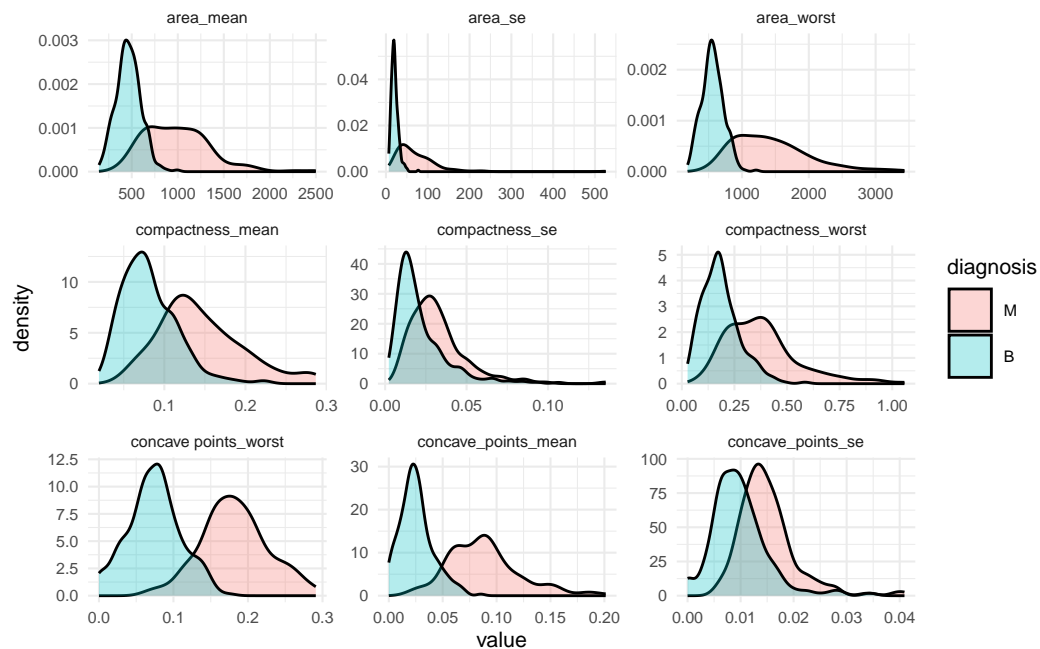 area_mean
area_se
area_worst
0.003
0.002
0.001
0.000
500 1000 1500 2000 2500
0.04
0.02
0.00
0 100 200 300 400 500
0.002
0.001
0.000
1000 2000 3000
compactness_mean
compactness_se
compactness_worst
10
5
0
0.1 0.2 0.3
40
30
20
10
0
0.00 0.05 0.10
5
4
3
2
1
0
0.00 0.25 0.50 0.75 1.00
concave points_worst
concave_points_mean
concave_points_se
12.5
10.0
7.5
5.0
2.5
0.0
0.0 0.1 0.2 0.3
30
20
10
0
0.00 0.05 0.10 0.15 0.20
100
75
50
25
0
0.00 0.01 0.02 0.03 0.04
density
value
diagnosis
M
B